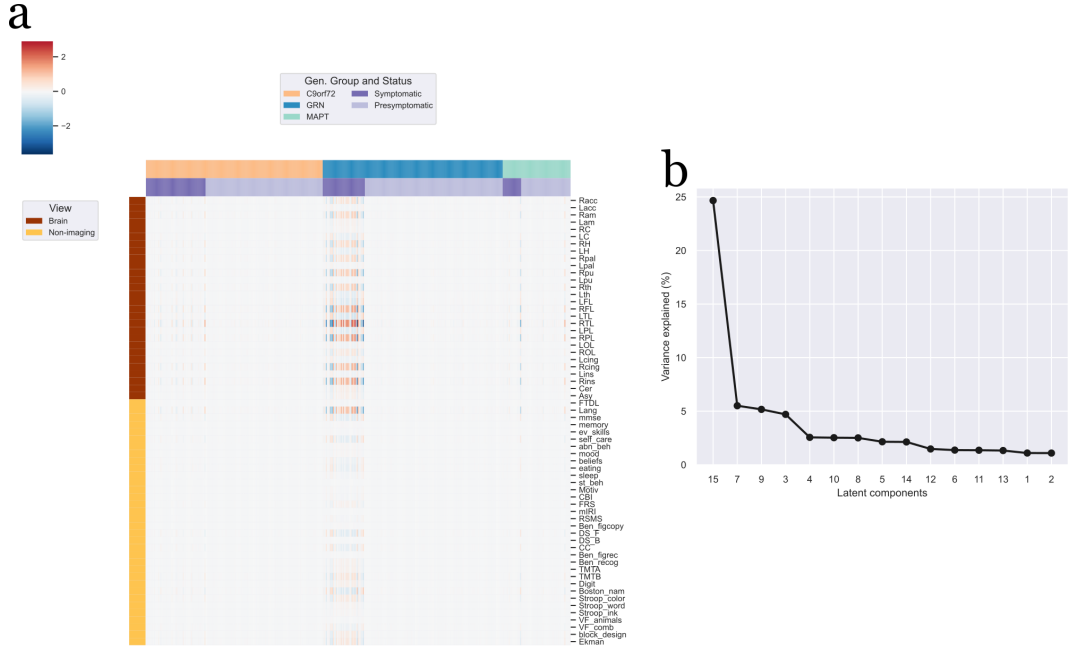 a
2
0
−2
Gen. Group and Status
C9orf72
GRN
MAPT
Symptomatic
Presymptomatic
View
Brain
Non-imaging
Racc
Lacc
Ram
Lam
RC
LC
RH
LH
Rpal
Lpal
Rpu
Lpu
Rth
Lth
LFL
RFL
LTL
RTL
LPL
RPL
LOL
ROL
Lcing
Rcing
Lins
Rins
Cer
Asy
FTDL
Lang
mmse
memory
ev_skills
self_care
abn_beh
mood
beliefs
eating
sleep
st_beh
Motiv
CBI
FRS
mIRI
RSMS
Ben_figcopy
DS_F
DS_B
CC
Ben_figrec
Ben_recog
TMTA
TMTB
Digit
Boston_nam
Stroop_color
Stroop_word
Stroop_ink
VF_animals
VF_comb
block_design
Ekman
b
25
20
15
10
5
0
Variance explained (%)
15 7 9 3 4 10 8 5 14 12 6 11 13 1 2
Latent components